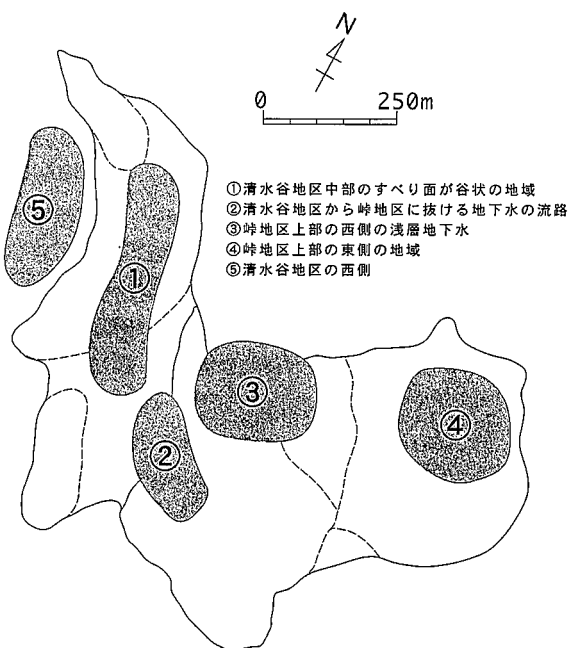 N
0 250m
①清水谷地区中部のすべり面が谷状の地域
②清水谷地区から峠地区に抜ける地下水の流路
③峠地区上部の西側の浅層地下水
④峠地区上部の東側の地域
⑤清水谷地区の西側
⑤
①
③
④
②